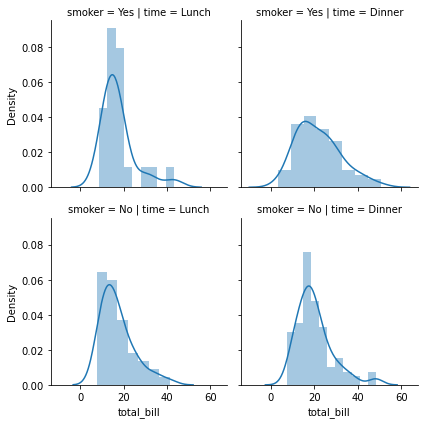 smoker = Yes | time = Lunch
smoker = Yes | time = Dinner
0.08
0.06
0.04
0.02
0.00
Density
smoker = No | time = Lunch
smoker = No | time = Dinner
0.08
0.06
0.04
0.02
0.00
Density
0 20 40 60
0 20 40 60
total_bill
total_bill